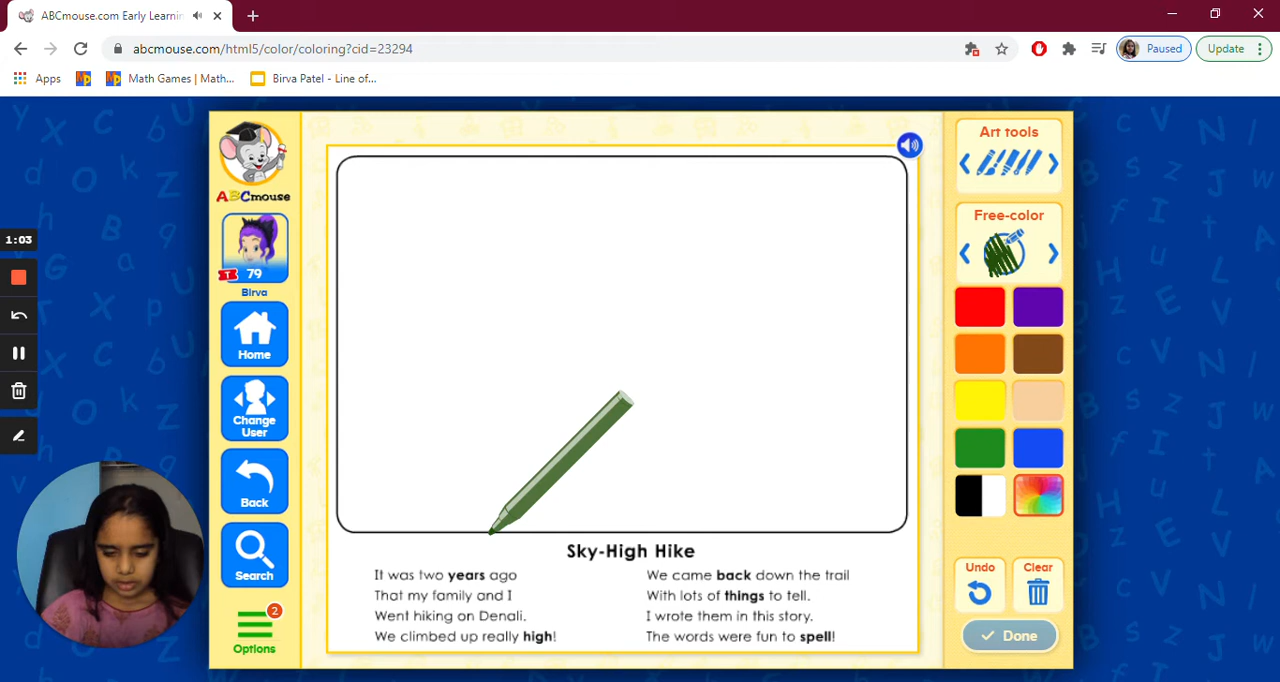 ABCmouse.com Early Learnin
abcmouse.com/html5/color/coloring?cid=23294
Paused
Update
Apps
Math Games | Math...
Birva Patel - Line of...
1:03
ABCmouse
T 79
Birva
Home
Change
User
Back
Search
2
Options
Sky-High Hike
It was two years ago
That my family and I
Went hiking on Denali.
We climbed up really high!
We came back down the trail
With lots of things to tell.
I wrote them in this story.
The words were fun to spell!
Art tools
Free-color
Undo
Clear
Done